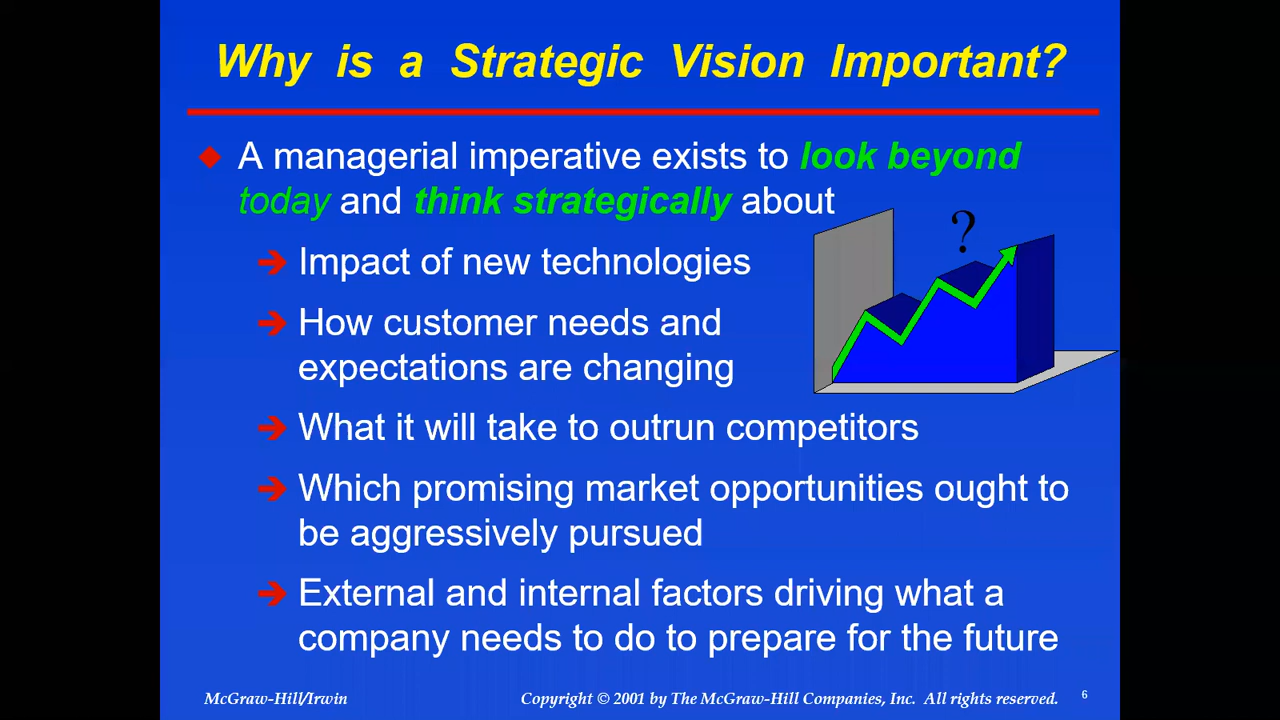 Why is a Strategic Vision Important?
A managerial imperative exists to look beyond
today and think strategically about
?
Impact of new technologies
How customer needs and
expectations are changing
What it will take to outrun competitors
Which promising market opportunities ought to
be aggressively pursued
External and internal factors driving what a
company needs to do to prepare for the future
McGraw-Hill/Irwin
Copyright © 2001 by The McGraw-Hill Companies, Inc. All rights reserved.
6